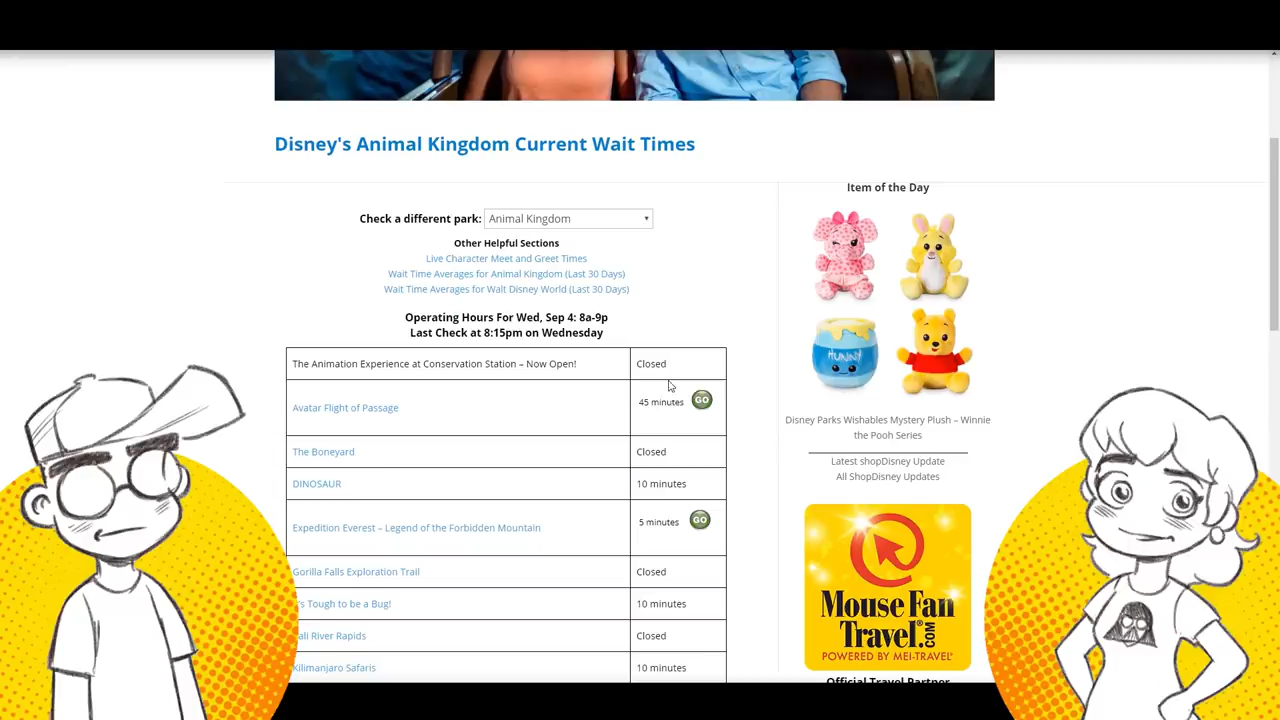 Disney's Animal Kingdom Current Wait Times
Check a different park: Animal Kingdom
Other Helpful Sections
Live Character Meet and Greet Times
Wait Time Averages for Animal Kingdom (Last 30 Days)
Wait Time Averages for Walt Disney World (Last 30 Days)
Operating Hours For Wed, Sep 4: 8a-9p
Last Check at 8:15pm on Wednesday
The Animation Experience at Conservation Station – Now Open! Closed
Avatar Flight of Passage 45 minutes GO
The Boneyard Closed
DINOSAUR 10 minutes
Expedition Everest – Legend of the Forbidden Mountain 5 minutes GO
Gorilla Falls Exploration Trail Closed
's Tough to be a Bug! 10 minutes
ali River Rapids Closed
Kilimanjaro Safaris 10 minutes
Item of the Day
HUNNY
Disney Parks Wishables Mystery Plush – Winnie
the Pooh Series
Latest shopDisney Update
All ShopDisney Updates
Mouse Fan
Travel.COM
POWERED BY MEI-TRAVEL
Official Travel Partner